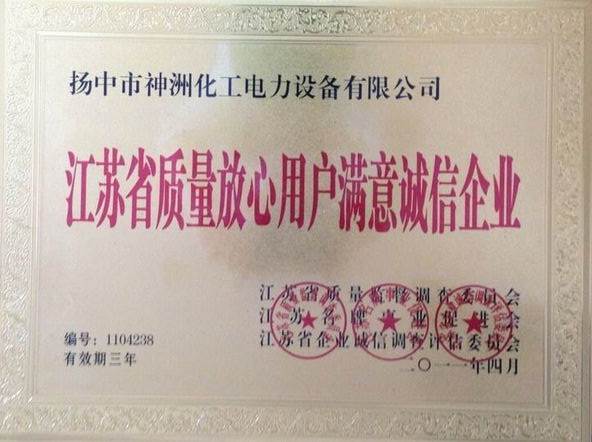 扬中市神洲化工电力设备有限公司
江苏省质量放心用户满意诚信企业
江苏省质量监督调查委员会
江苏名牌事业促进会
江苏省企业诚信调查评估委员会
编号：1104238
有效期三年
二〇一一年四月